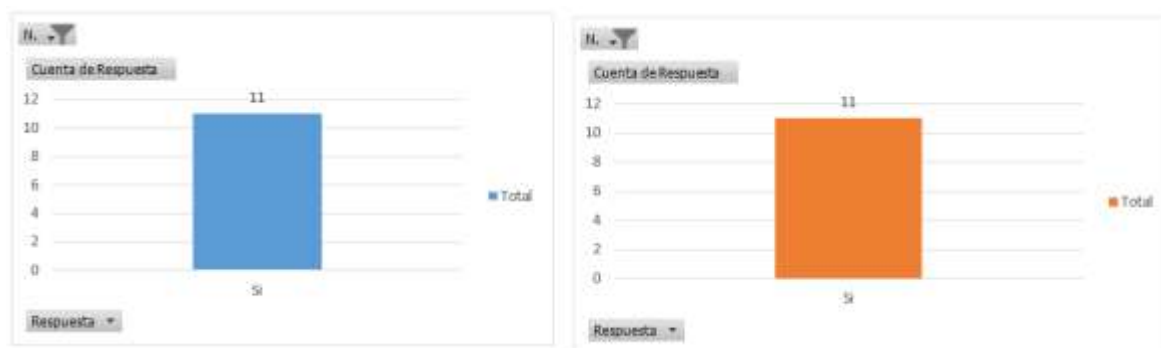 N.
Cuenta de Respuesta
12
11
10
8
6
4
2
0
Total
Si
Respuesta
N.
Cuenta de Respuesta
12
11
10
8
6
4
2
0
Total
Si
Respuesta